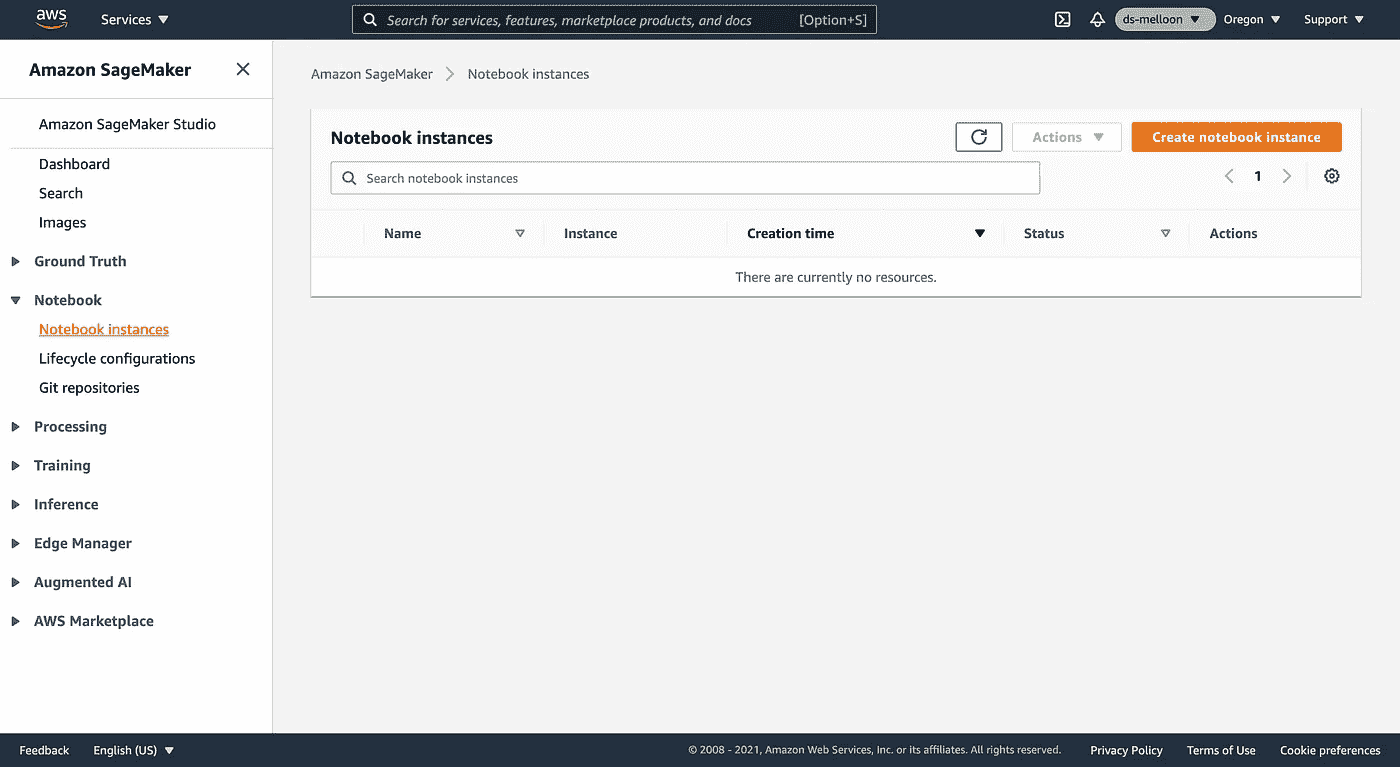 aws
Services
Search for services, features, marketplace products, and docs [Option+S]
ds-melloon
Oregon
Support
Amazon SageMaker
Amazon SageMaker Studio
Dashboard
Search
Images
Ground Truth
Notebook
Notebook instances
Lifecycle configurations
Git repositories
Processing
Training
Inference
Edge Manager
Augmented AI
AWS Marketplace
Amazon SageMaker
Notebook instances
Notebook instances
Actions
Create notebook instance
Search notebook instances
1
Name
Instance
Creation time
Status
Actions
There are currently no resources.
Feedback
English (US)
© 2008 - 2021, Amazon Web Services, Inc. or its affiliates. All rights reserved.
Privacy Policy
Terms of Use
Cookie preferences